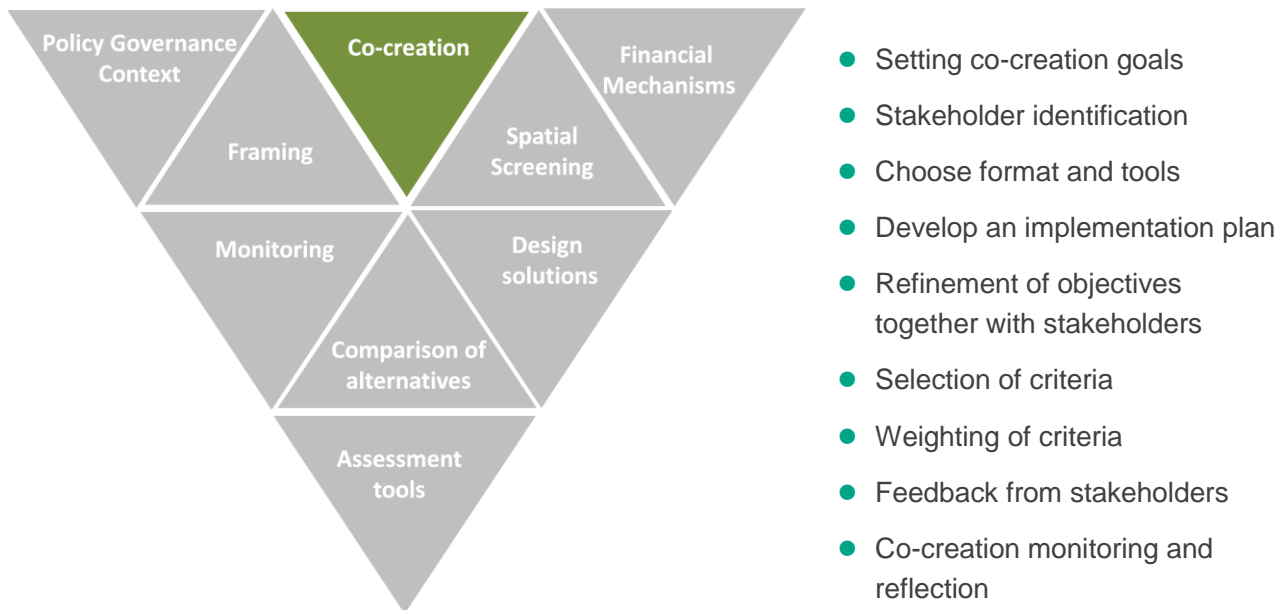 Policy Governance
Context
Co-creation
Financial
Mechanisms
Framing
Spatial
Screening
Monitoring
Design
solutions
Comparison of
alternatives
Assessment
tools
Setting co-creation goals
Stakeholder identification
Choose format and tools
Develop an implementation plan
Refinement of objectives
together with stakeholders
Selection of criteria
Weighting of criteria
Feedback from stakeholders
Co-creation monitoring and
reflection